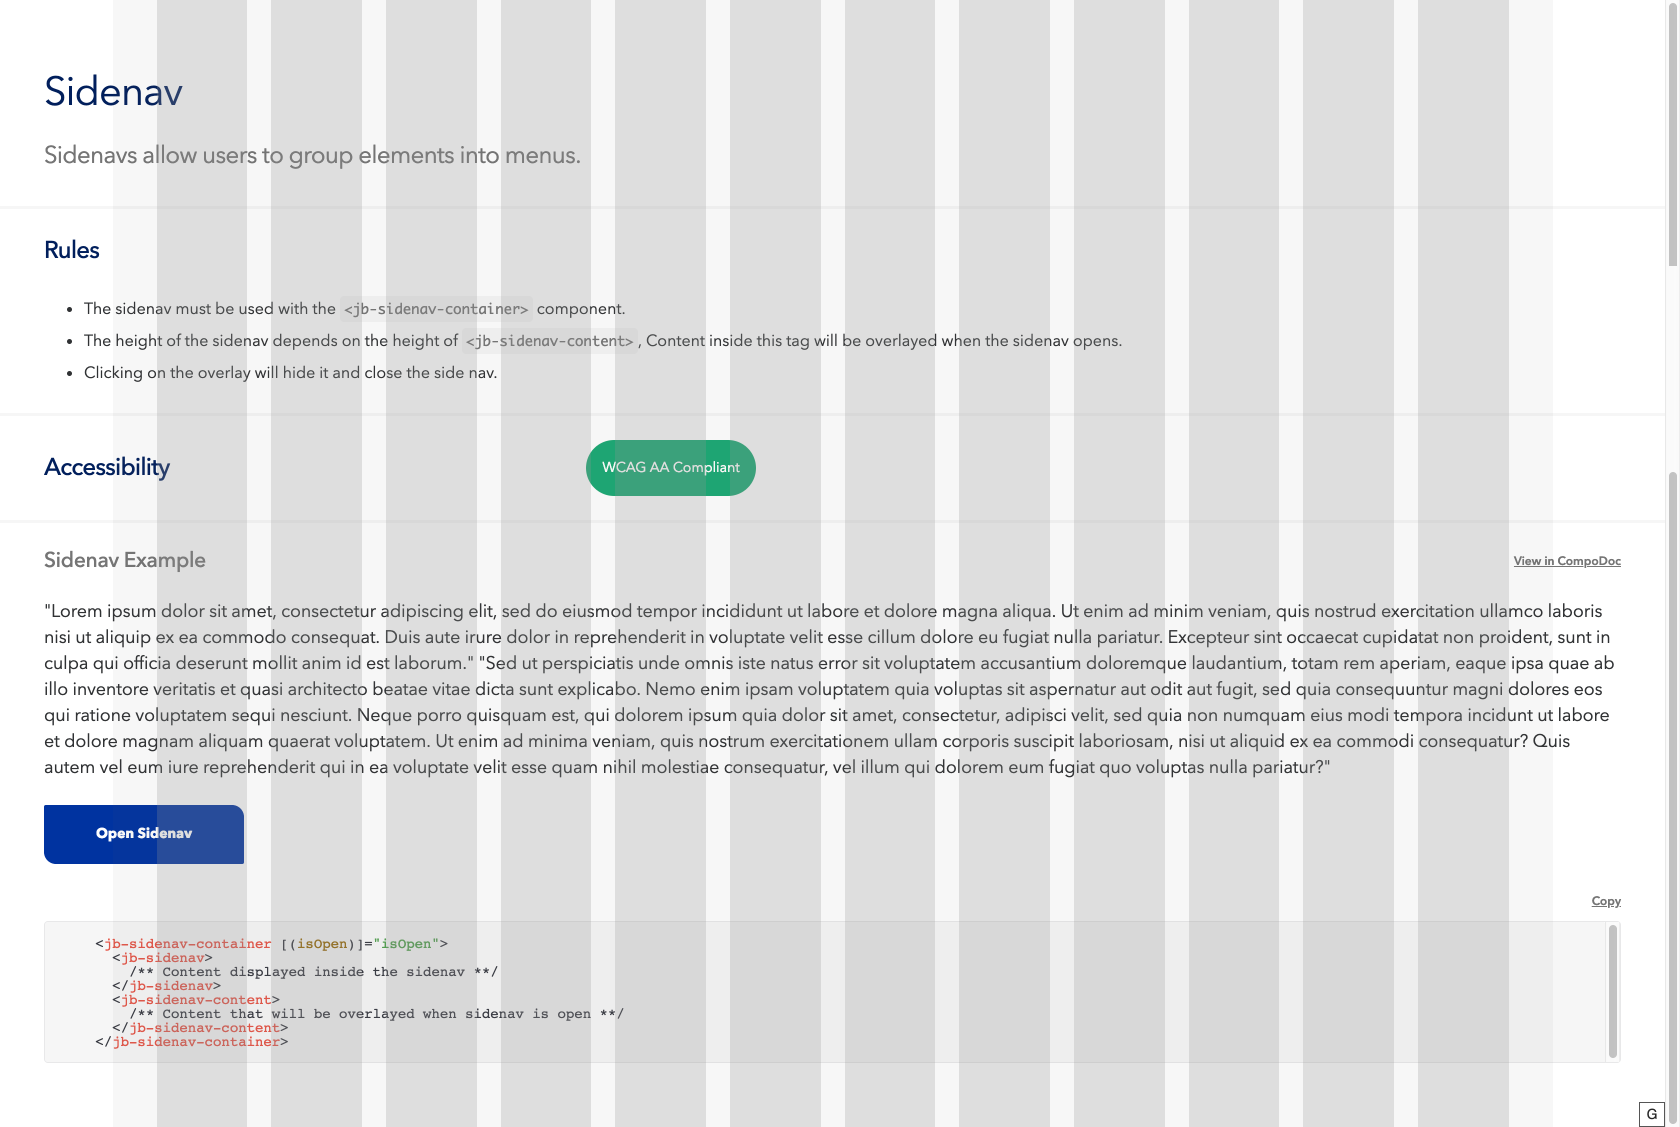 Sidenav
Sidenavs allow users to group elements into menus.
Rules
• The sidenav must be used with the <jb-sidenav-container> component.
• The height of the sidenav depends on the height of <jb-sidenav-content>, Content inside this tag will be overlayed when the sidenav opens.
• Clicking on the overlay will hide it and close the side nav.
Accessibility
WCAG AA Compliant
Sidenav Example
View in CompoDoc
"Lorem ipsum dolor sit amet, consectetur adipiscing elit, sed do eiusmod tempor incididunt ut labore et dolore magna aliqua. Ut enim ad minim veniam, quis nostrud exercitation ullamco laboris
nisi ut aliquip ex ea commodo consequat. Duis aute irure dolor in reprehenderit in voluptate velit esse cillum dolore eu fugiat nulla pariatur. Excepteur sint occaecat cupidatat non proident, sunt in
culpa qui officia deserunt mollit anim id est laborum." "Sed ut perspiciatis unde omnis iste natus error sit voluptatem accusantium doloremque laudantium, totam rem aperiam, eaque ipsa quae ab
illo inventore veritatis et quasi architecto beatae vitae dicta sunt explicabo. Nemo enim ipsam voluptatem quia voluptas sit aspernatur aut odit aut fugit, sed quia consequuntur magni dolores eos
qui ratione voluptatem sequi nesciunt. Neque porro quisquam est, qui dolorem ipsum quia dolor sit amet, consectetur, adipisci velit, sed quia non numquam eius modi tempora incidunt ut labore
et dolore magnam aliquam quaerat voluptatem. Ut enim ad minima veniam, quis nostrum exercitationem ullam corporis suscipit laboriosam, nisi ut aliquid ex ea commodi consequatur? Quis
autem vel eum iure reprehenderit qui in ea voluptate velit esse quam nihil molestiae consequatur, vel illum qui dolorem eum fugiat quo voluptas nulla pariatur?"
Open Sidenav
Copy
<jb-sidenav-container [(isOpen)]="isOpen">
<jb-sidenav>
/** Content displayed inside the sidenav **/
</jb-sidenav>
<jb-sidenav-content>
/** Content that will be overlayed when sidenav is open **/
</jb-sidenav-content>
</jb-sidenav-container>
G